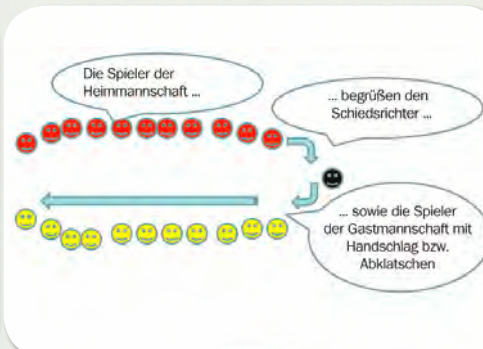 Die Spieler der
Heimmannschaft ...
... begrüßen den
Schiedsrichter ...
... sowie die Spieler
der Gastmannschaft mit
Handschlag bzw.
Abklatschen